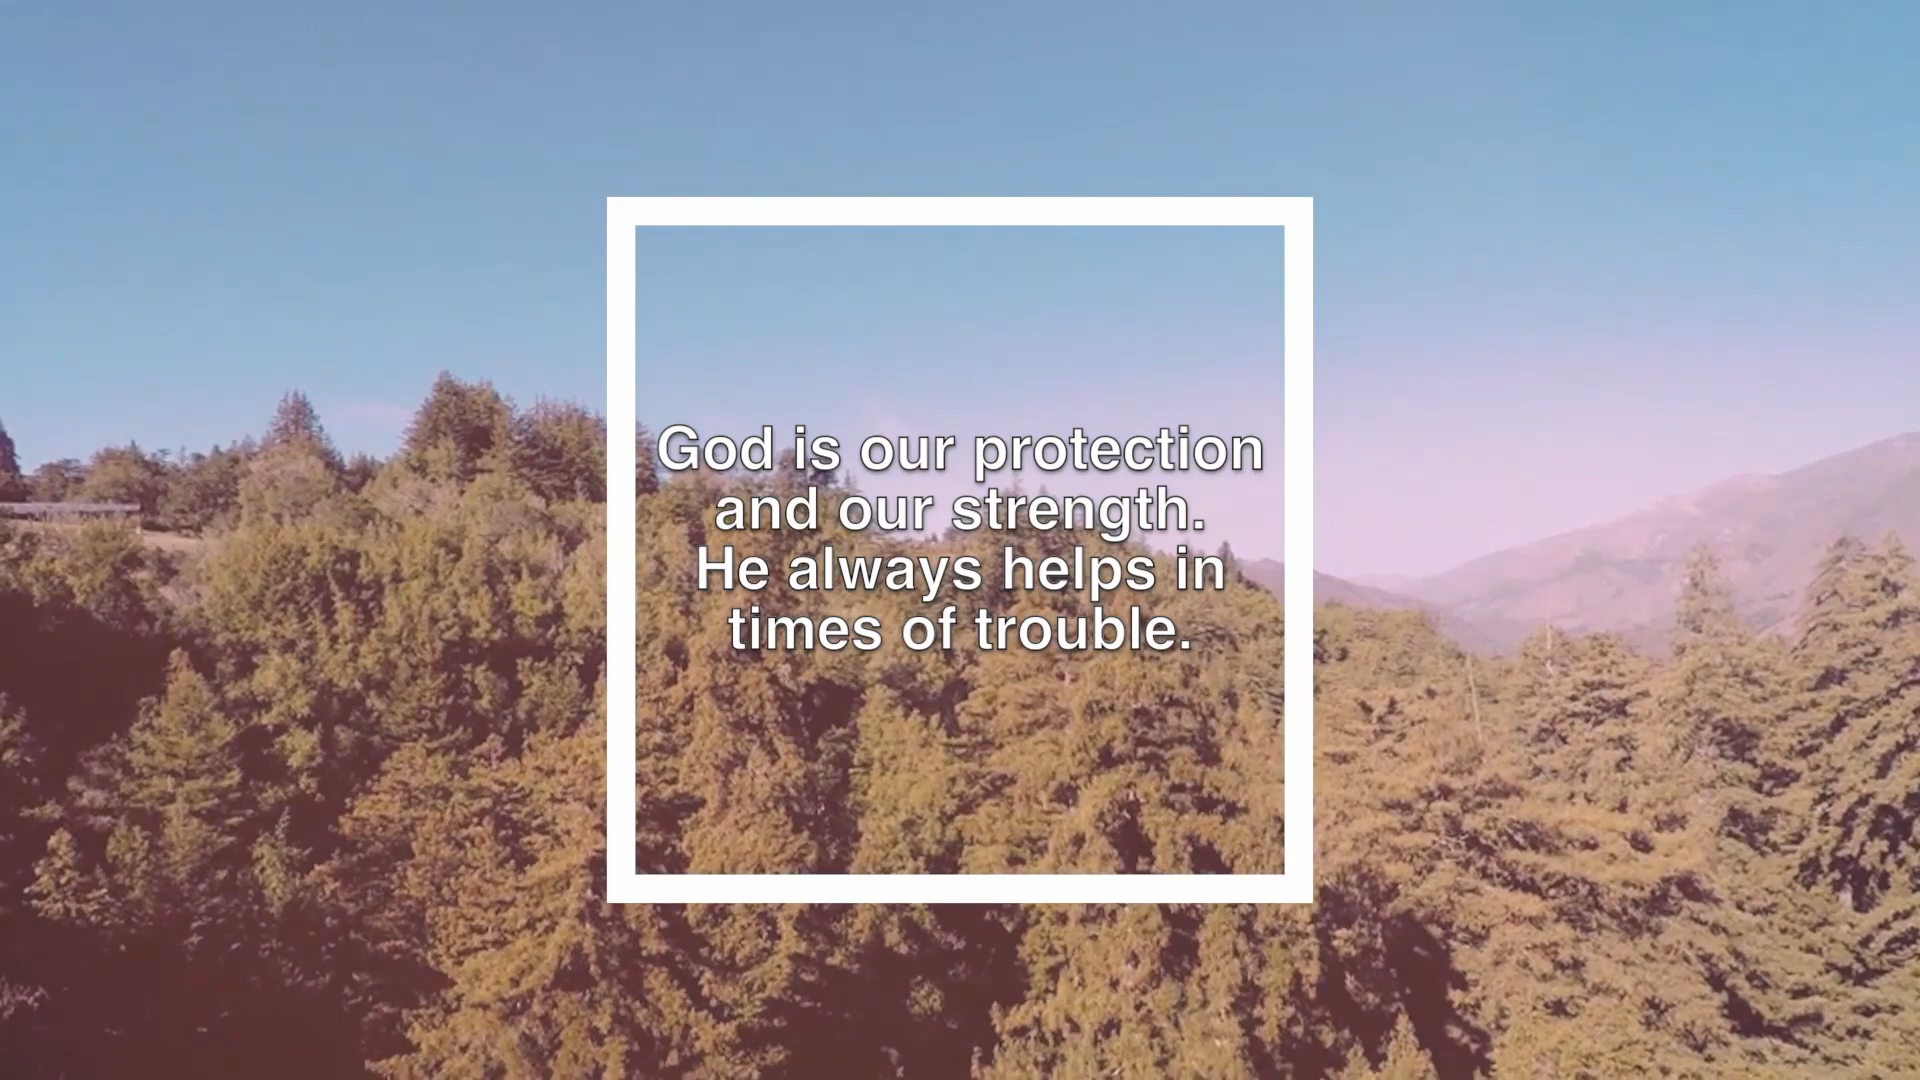 God is our protection
and our strength.
He always helps in
times of trouble.